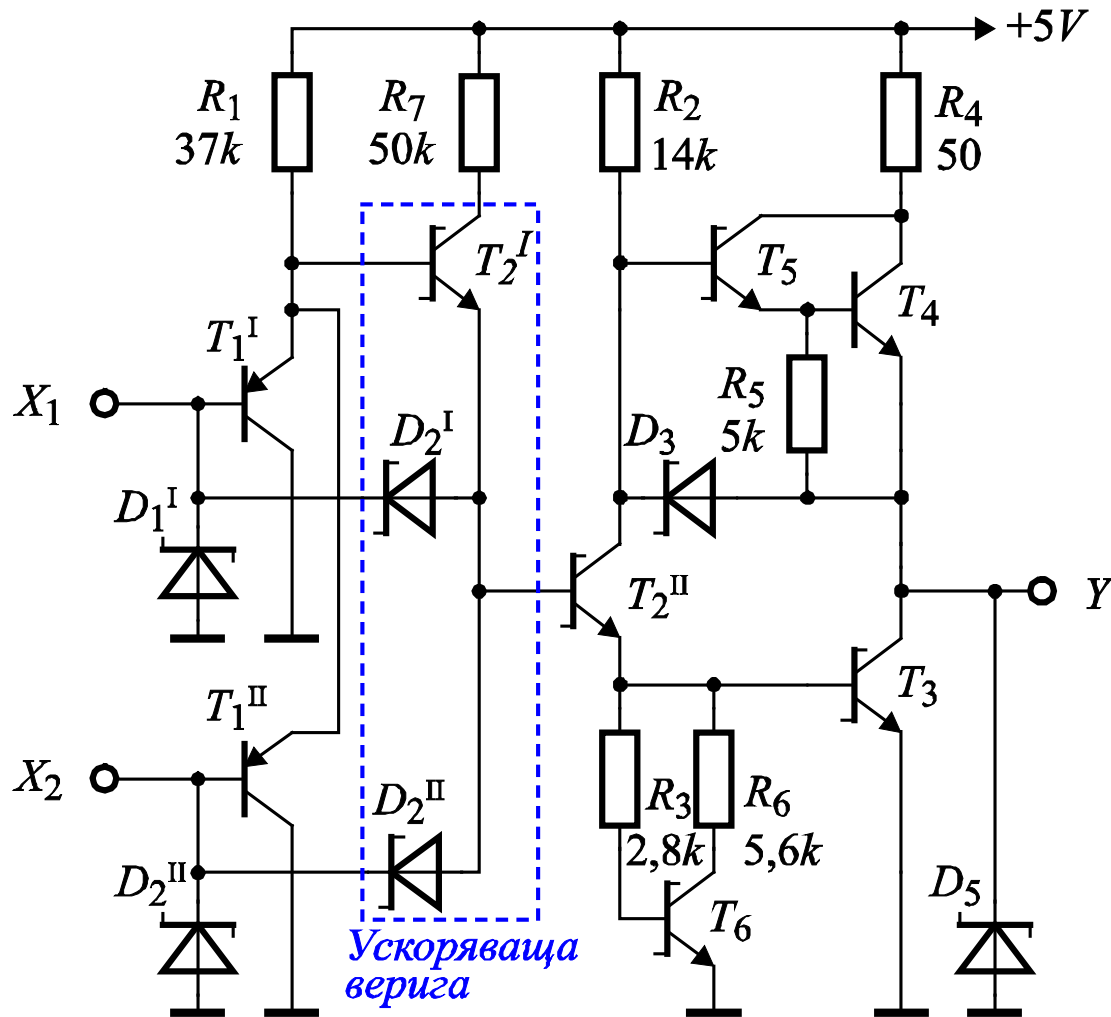 +5V
R₁
37k
R₇
50k
R₂
14k
R₄
50
T₂ᴵ
T₅
T₄
T₁ᴵ
X₁
R₅
5k
D₂ᴵ
D₃
D₁ᴵ
T₂ᴵᴵ
Y
T₁ᴵᴵ
T₃
X₂
D₂ᴵᴵ
R₃
2,8k
R₆
5,6k
D₂ᴵᴵ
T₆
D₅
Ускоряваща
верига